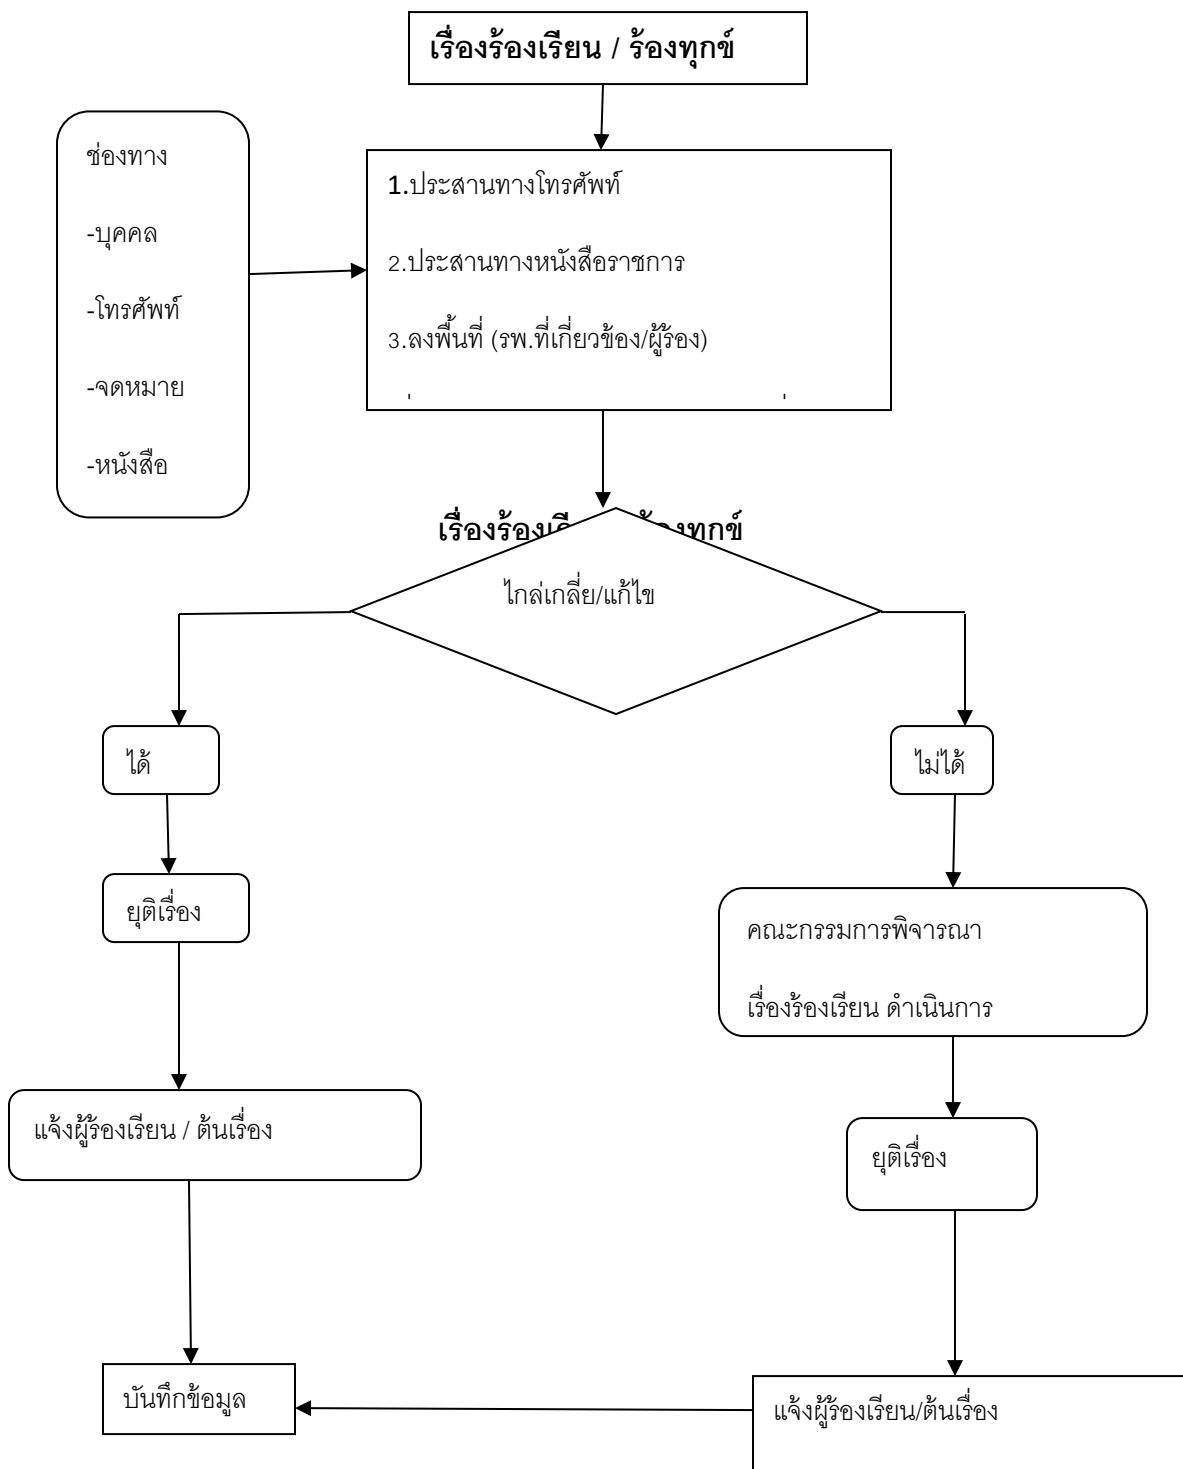 เรื่องร้องเรียน / ร้องทุกข์
ช่องทาง
-บุคคล
-โทรศัพท์
-จดหมาย
-หนังสือ
1.ประสานทางโทรศัพท์
2.ประสานทางหนังสือราชการ
3.ลงพื้นที่ (รพ.ที่เกี่ยวข้อง/ผู้ร้อง)
เรื่องร้องเรี ร้องทุกข์
ไกล่เกลี่ย/แก้ไข
ได้
ไม่ได้
ยุติเรื่อง
คณะกรรมการพิจารณา
เรื่องร้องเรียน ดำเนินการ
แจ้งผู้ร้องเรียน / ต้นเรื่อง
ยุติเรื่อง
บันทึกข้อมูล
แจ้งผู้ร้องเรียน/ต้นเรื่อง